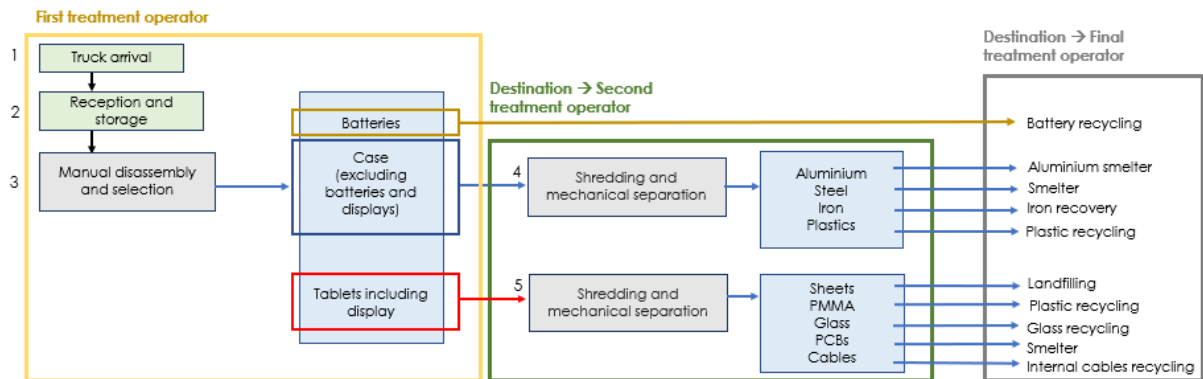 First treatment operator
1
Truck arrival
2
Reception and
storage
3
Manual disassembly
and selection
Batteries
Case
(excluding
batteries and
displays)
Tablets including
display
Destination → Second
treatment operator
4
Shredding and
mechanical separation
Aluminium
Steel
Iron
Plastics
5
Shredding and
mechanical separation
Sheets
PMMA
Glass
PCBs
Cables
Destination → Final
treatment operator
Battery recycling
Aluminium smelter
Smelter
Iron recovery
Plastic recycling
Landfilling
Plastic recycling
Glass recycling
Smelter
Internal cables recycling